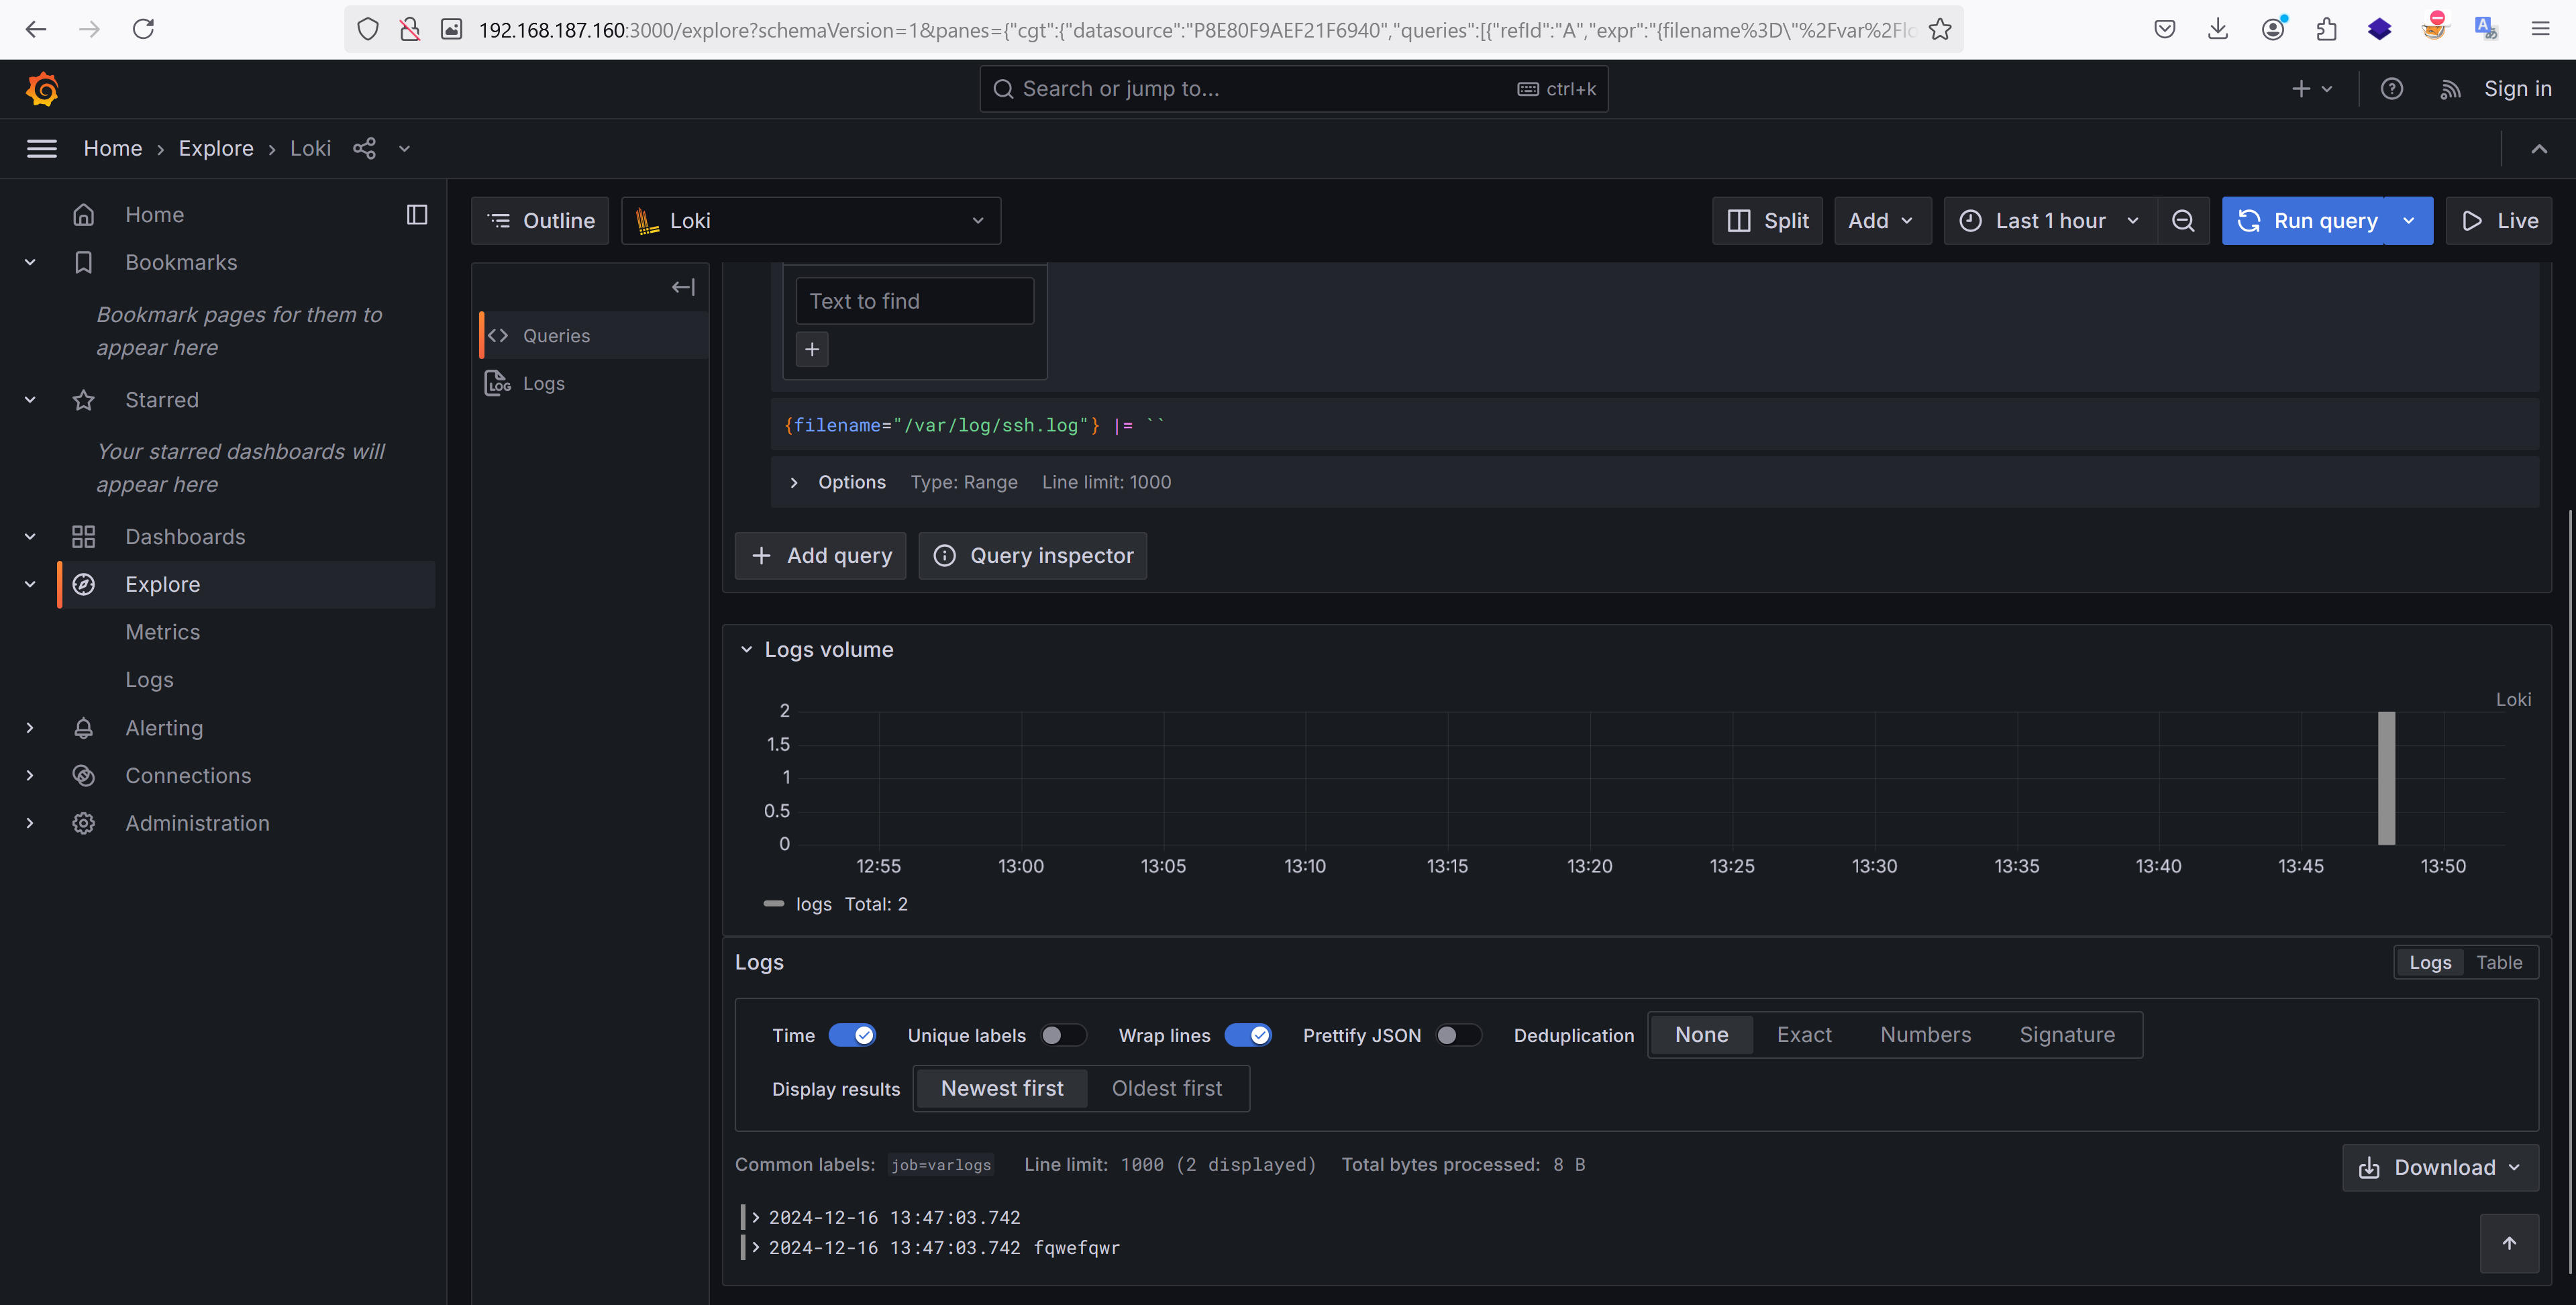 192.168.187.160:3000/explore?schemaVersion=1&panes={"cgt":{"datasource":"P8E80F9AEF21F6940","queries":[{"refId":"A","expr":"{filename%3D\"%2Fvar%2Flo
Search or jump to...
ctrl+k
Sign in
Home › Explore › Loki
Home
Bookmarks
Bookmark pages for them to
appear here
Starred
Your starred dashboards will
appear here
Dashboards
Explore
Metrics
Logs
Alerting
Connections
Administration
Outline
Loki
Split
Add
Last 1 hour
Run query
Live
Queries
Logs
Text to find
{filename="/var/log/ssh.log"} |= ``
Options Type: Range Line limit: 1000
Add query
Query inspector
Logs volume
Loki
2
1.5
1
0.5
0
12:55 13:00 13:05 13:10 13:15 13:20 13:25 13:30 13:35 13:40 13:45 13:50
logs Total: 2
Logs
Logs Table
Time Unique labels Wrap lines Prettify JSON Deduplication None Exact Numbers Signature
Display results Newest first Oldest first
Common labels: job=varlogs Line limit: 1000 (2 displayed) Total bytes processed: 8 B
Download
2024-12-16 13:47:03.742
2024-12-16 13:47:03.742 fqwefqwr